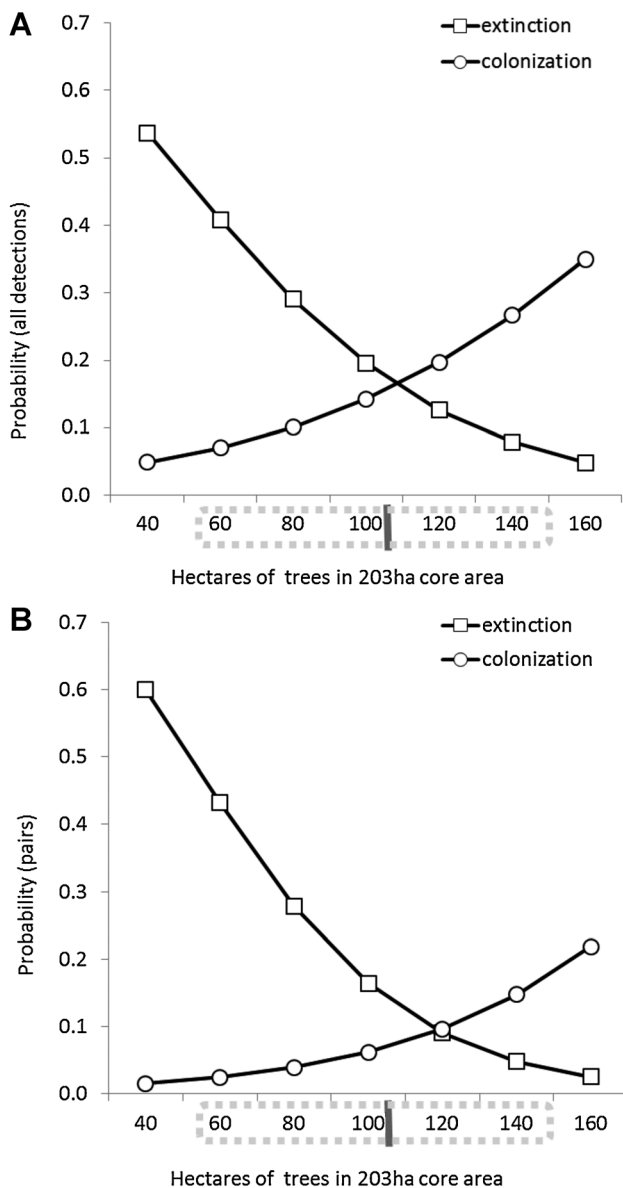 A
extinction
colonization
0.7
0.6
0.5
0.4
0.3
0.2
0.1
0.0
Probability (all detections)
40 60 80 100 120 140 160
Hectares of trees in 203ha core area
B
extinction
colonization
0.7
0.6
0.5
0.4
0.3
0.2
0.1
0.0
Probability (pairs)
40 60 80 100 120 140 160
Hectares of trees in 203ha core area